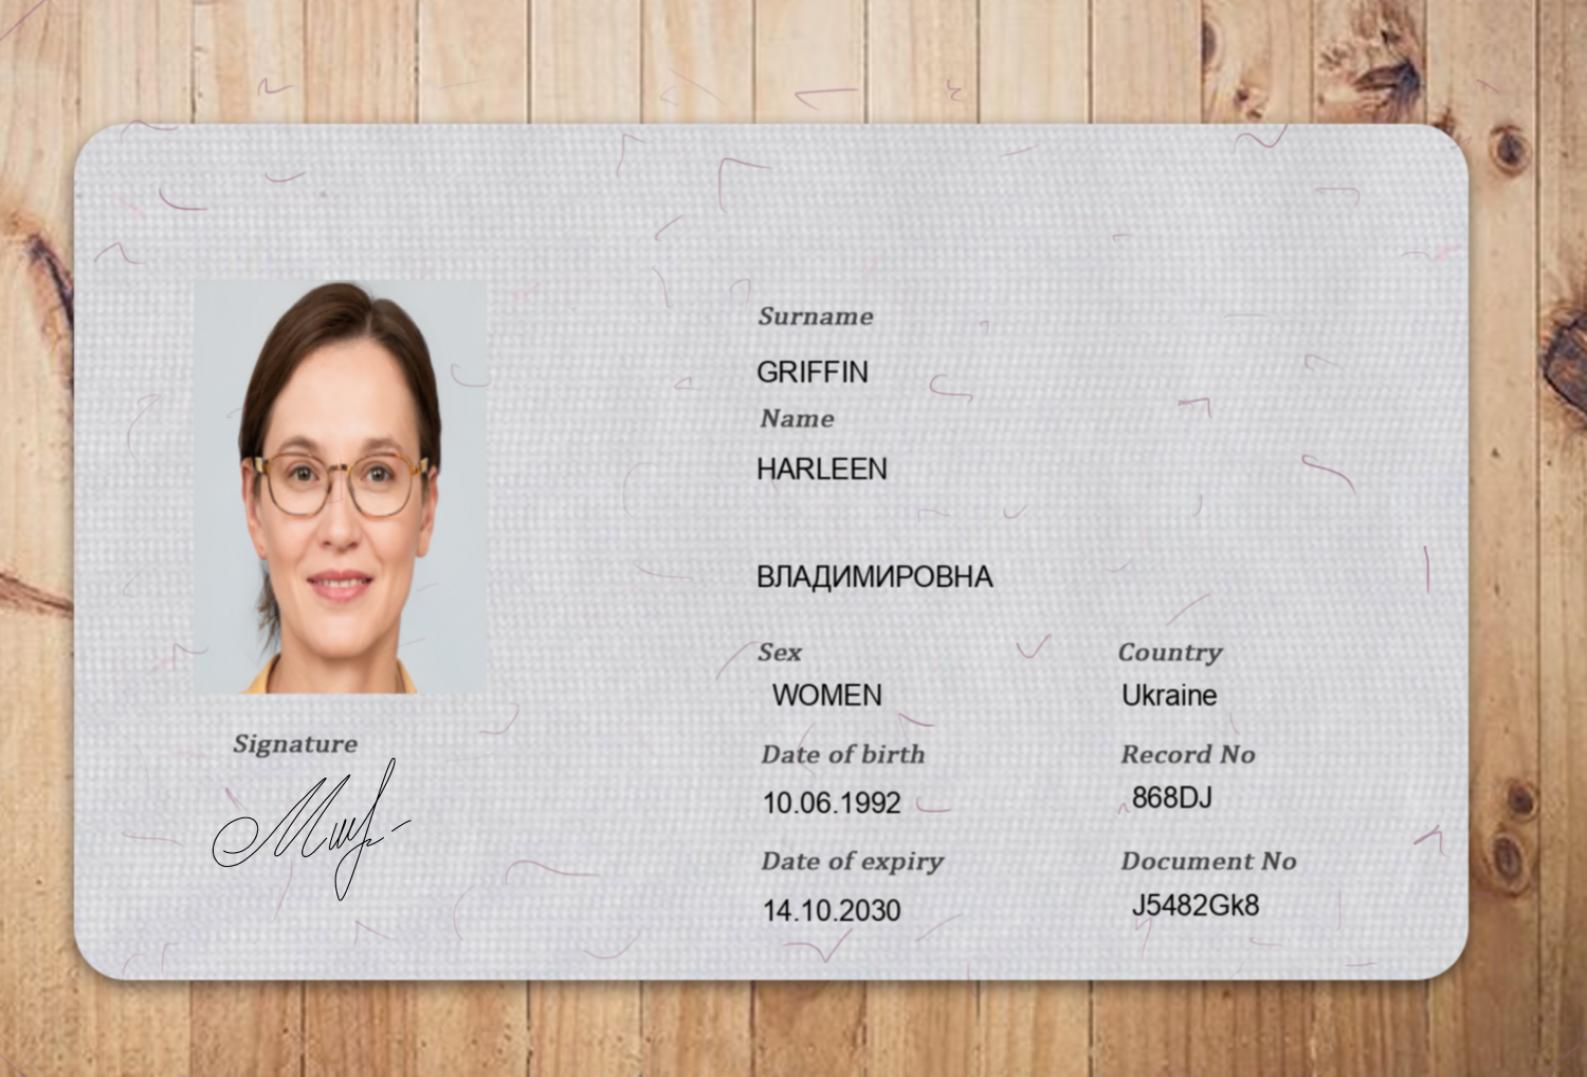 Surname
GRIFFIN
Name
HARLEEN
ВЛАДИМИРОВНА
Sex
WOMEN
Country
Ukraine
Date of birth
10.06.1992
Record No
868DJ
Date of expiry
14.10.2030
Document No
J5482Gk8
Signature